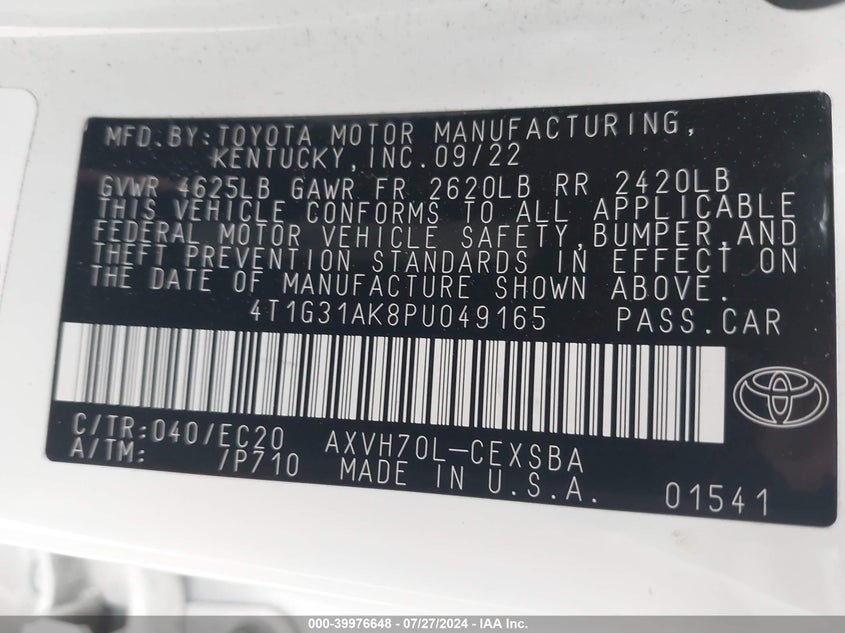 MFD.BY:TOYOTA MOTOR MANUFACTURING,
KENTUCKY,INC.09/22
GVWR 4625LB GAWR FR 2620LB RR 2420LB
THIS VEHICLE CONFORMS TO ALL APPLICABLE
FEDERAL MOTOR VEHICLE SAFETY,BUMPER,AND
THEFT PREVENTION STANDARDS IN EFFECT ON
THE DATE OF MANUFACTURE SHOWN ABOVE.
4T1G31AK8PU049165 PASS.CAR
C/TR:040/EC20 AXVH70L-CEXSBA
A/TM: /P710 MADE IN U.S.A. 01541
000-39976648 - 07/27/2024 - IAA Inc.